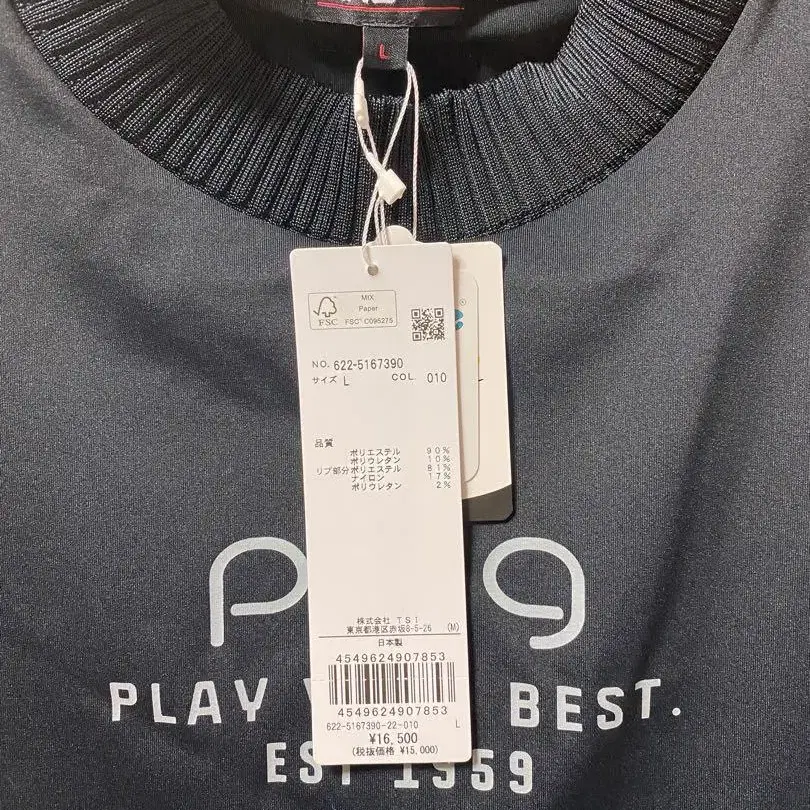 L
MIX
Paper
FSC
FSC® C095275
NO. 622-5167390
サイズ L COL. 010
品質
ポリエステル 90%
ポリウレタン 10%
リブ部分ポリエステル 81%
ナイロン 17%
ポリウレタン 2%
株式会社 TSI
東京都港区赤坂8-5-26 (M)
日本製
4549624907853
4549624907853
622-5167390-22-010 L
¥16,500
(税抜価格 ¥15,000)
p g
PLAY BEST.
EST 1959